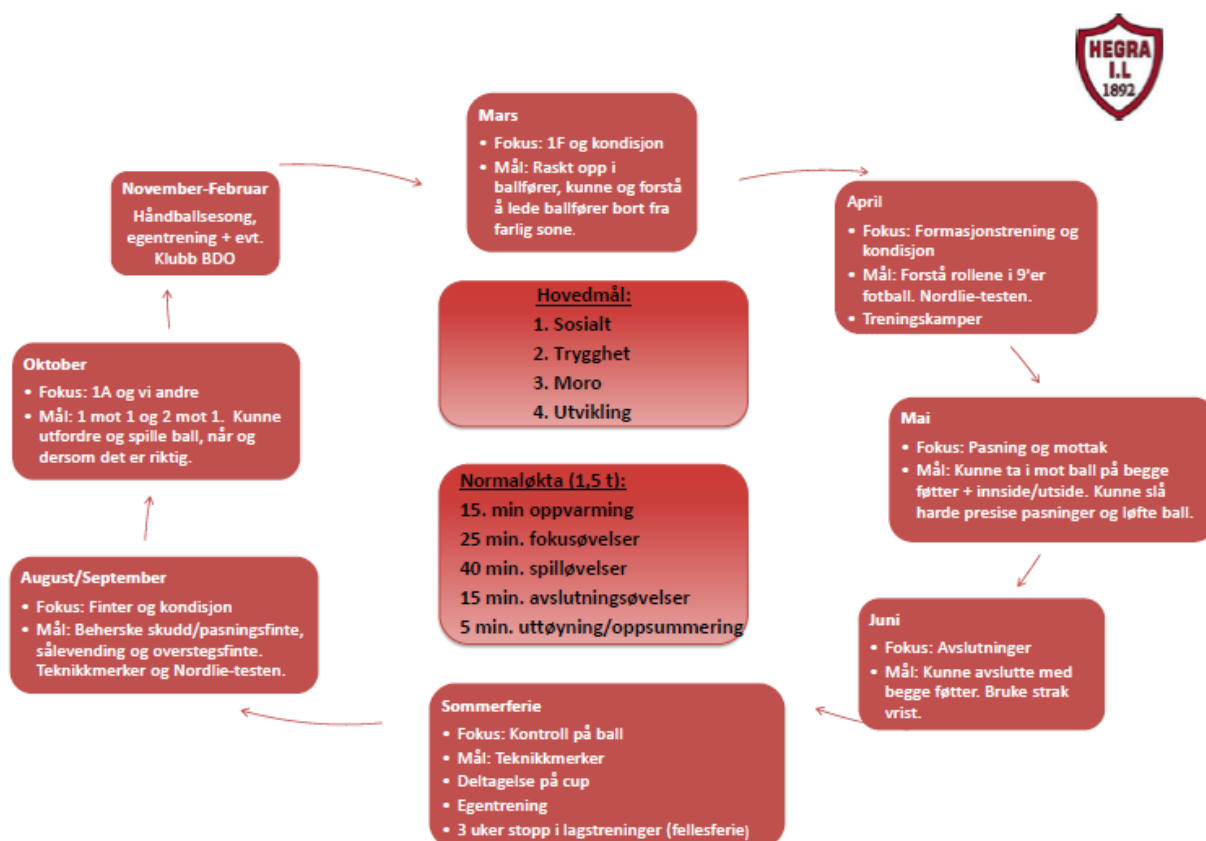 HEGRA
I.L
1892
Mars
• Fokus: 1F og kondisjon
• Mål: Raskt opp i
ballfører, kunne og forstå
å lede ballfører bort fra
farlig sone.
April
• Fokus: Formasjonstrening og
kondisjon
• Mål: Forstå rollene i 9'er
fotball. Nordlie-testen.
• Treningskamper
Mai
• Fokus: Pasning og mottak
• Mål: Kunne ta i mot ball på begge
føtter + innside/utside. Kunne slå
harde presise pasninger og løfte ball.
Juni
• Fokus: Avslutninger
• Mål: Kunne avslutte med
begge føtter. Bruke strak
vrist.
Sommerferie
• Fokus: Kontroll på ball
• Mål: Teknikkmerker
• Deltagelse på cup
• Egentrening
• 3 uker stopp i lagstreninger (fellesferie)
August/September
• Fokus: Finter og kondisjon
• Mål: Beherske skudd/pasningsfinte,
sålevending og overstegsfinte.
Teknikkmerker og Nordlie-testen.
Oktober
• Fokus: 1A og vi andre
• Mål: 1 mot 1 og 2 mot 1. Kunne
utfordre og spille ball, når og
dersom det er riktig.
November-Februar
Håndballsesong,
egentrening + evt.
Klubb BDO
Hovedmål:
1. Sosialt
2. Trygghet
3. Moro
4. Utvikling
Normaløkta (1,5 t):
15. min oppvarming
25 min. fokusøvelser
40 min. spilløvelser
15 min. avslutningsøvelser
5 min. uttøyning/oppsummering